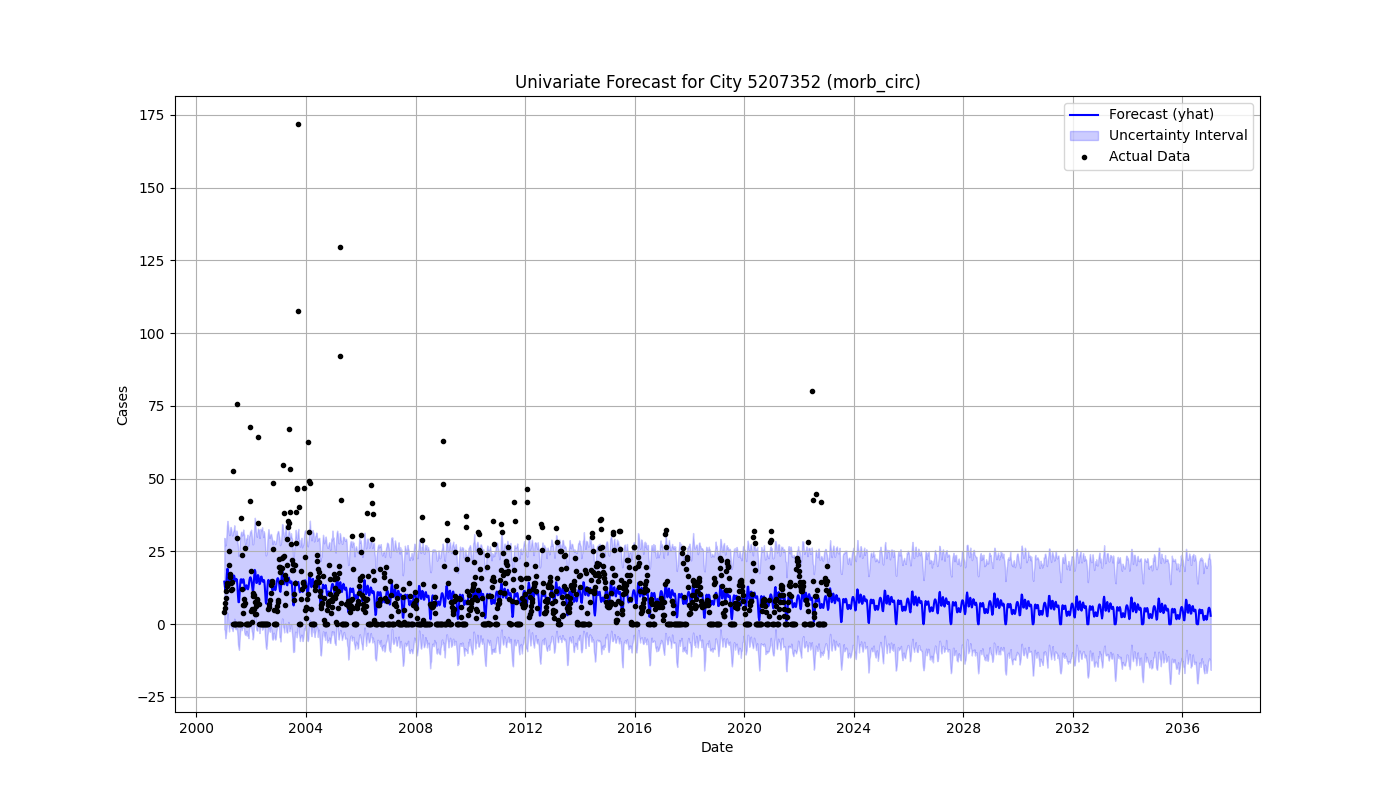 Univariate Forecast for City 5207352 (morb_circ)
Forecast (yhat)
Uncertainty Interval
Actual Data
175
150
125
100
75
50
25
0
−25
Cases
2000 2004 2008 2012 2016 2020 2024 2028 2032 2036
Date